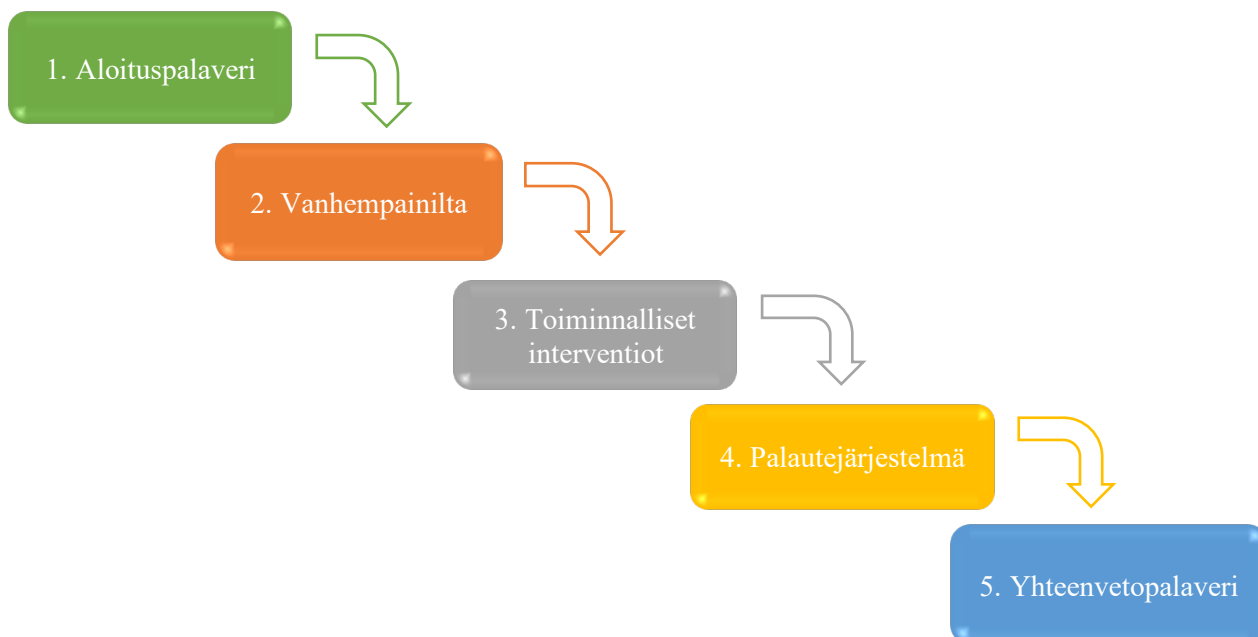 1. Aloituspalaveri
2. Vanhempainilta
3. Toiminnalliset
interventiot
4. Palautejärjestelmä
5. Yhteenvetopalaveri